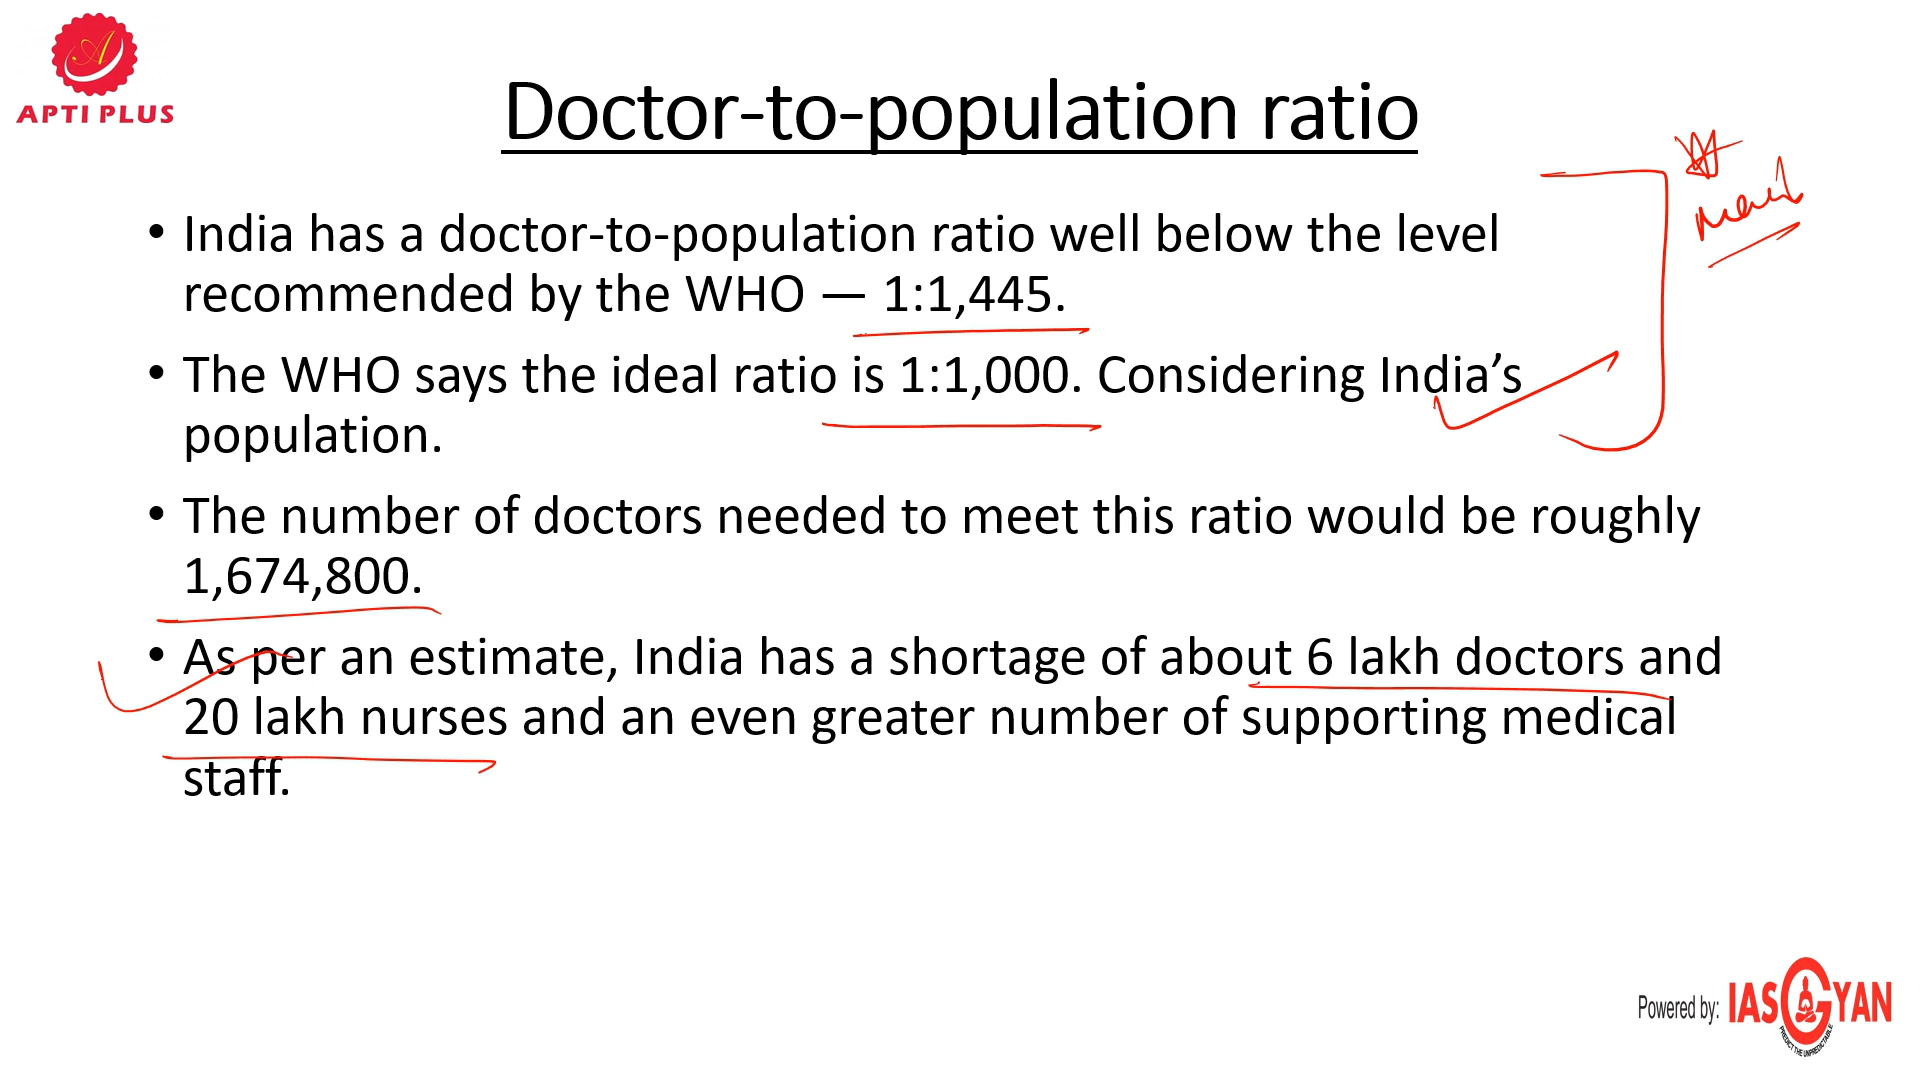 APTI PLUS
Doctor-to-population ratio
• India has a doctor-to-population ratio well below the level
recommended by the WHO — 1:1,445.
• The WHO says the ideal ratio is 1:1,000. Considering India’s
population.
• The number of doctors needed to meet this ratio would be roughly
1,674,800.
• As per an estimate, India has a shortage of about 6 lakh doctors and
20 lakh nurses and an even greater number of supporting medical
staff.
Powered by: IAS GYAN
PREDICT THE UNPREDICTABLE